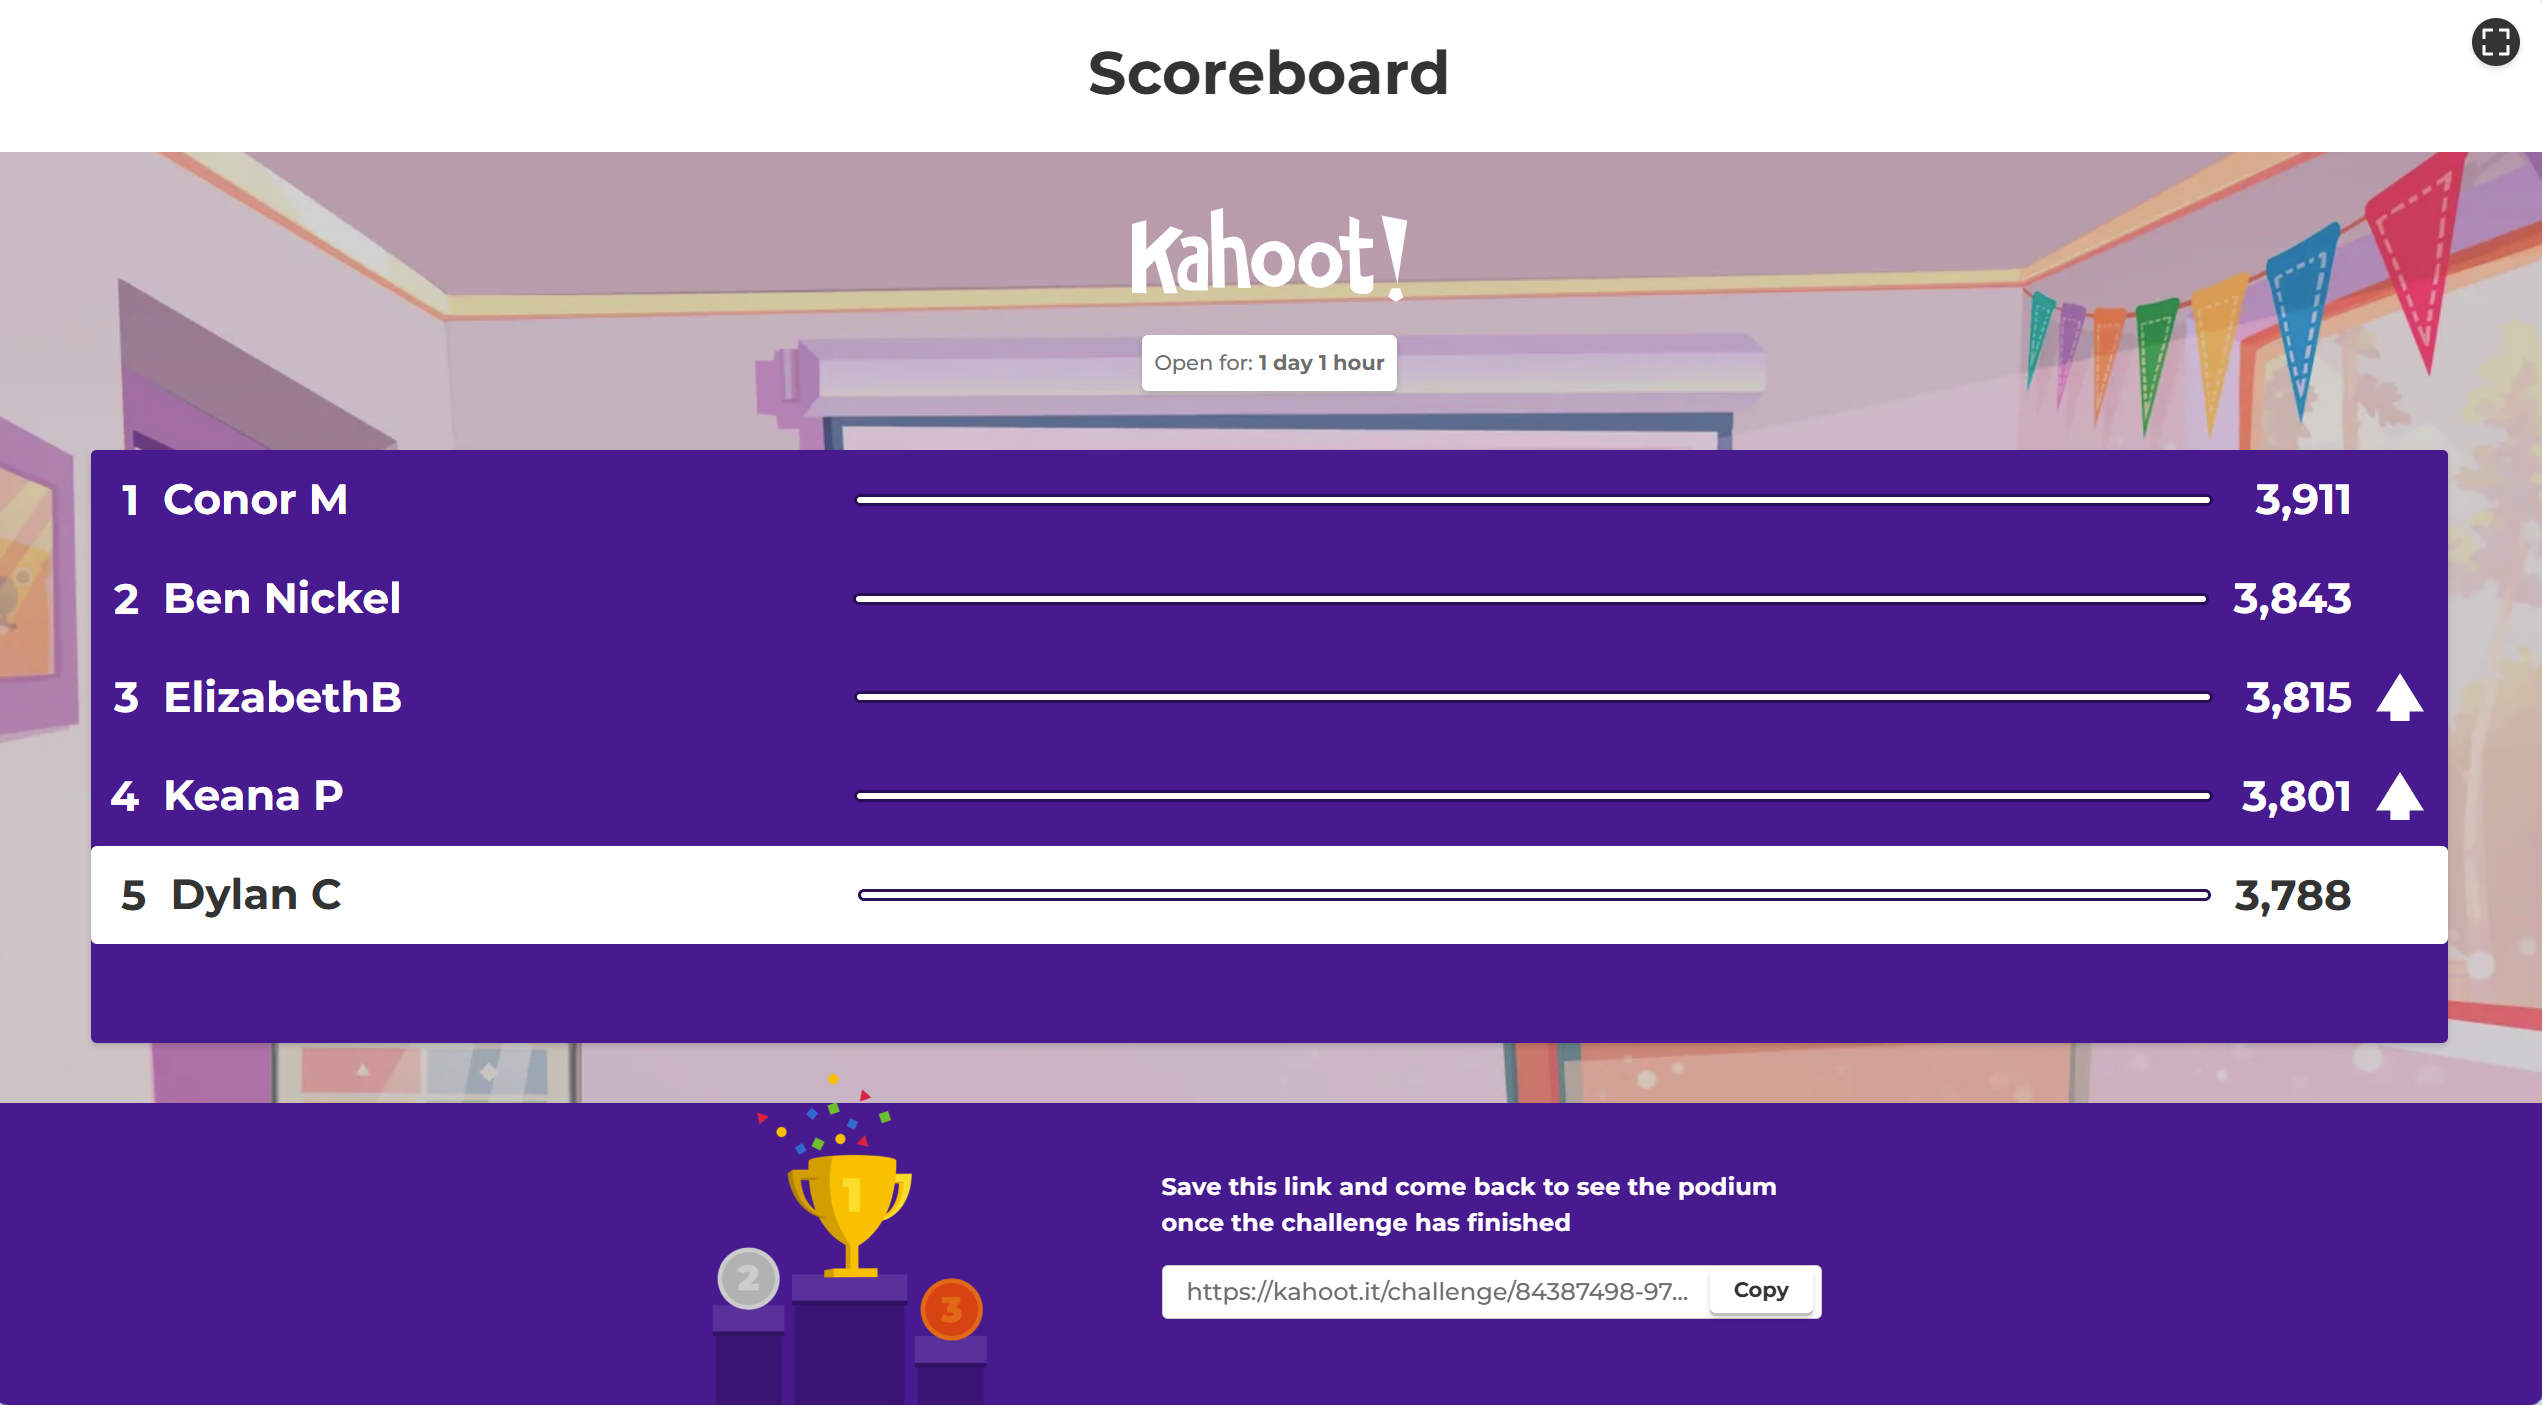 Scoreboard
Kahoot!
Open for: 1 day 1 hour
1 Conor M 3,911
2 Ben Nickel 3,843
3 ElizabethB 3,815
4 Keana P 3,801
5 Dylan C 3,788
1
2
3
Save this link and come back to see the podium
once the challenge has finished
https://kahoot.it/challenge/84387498-97... Copy